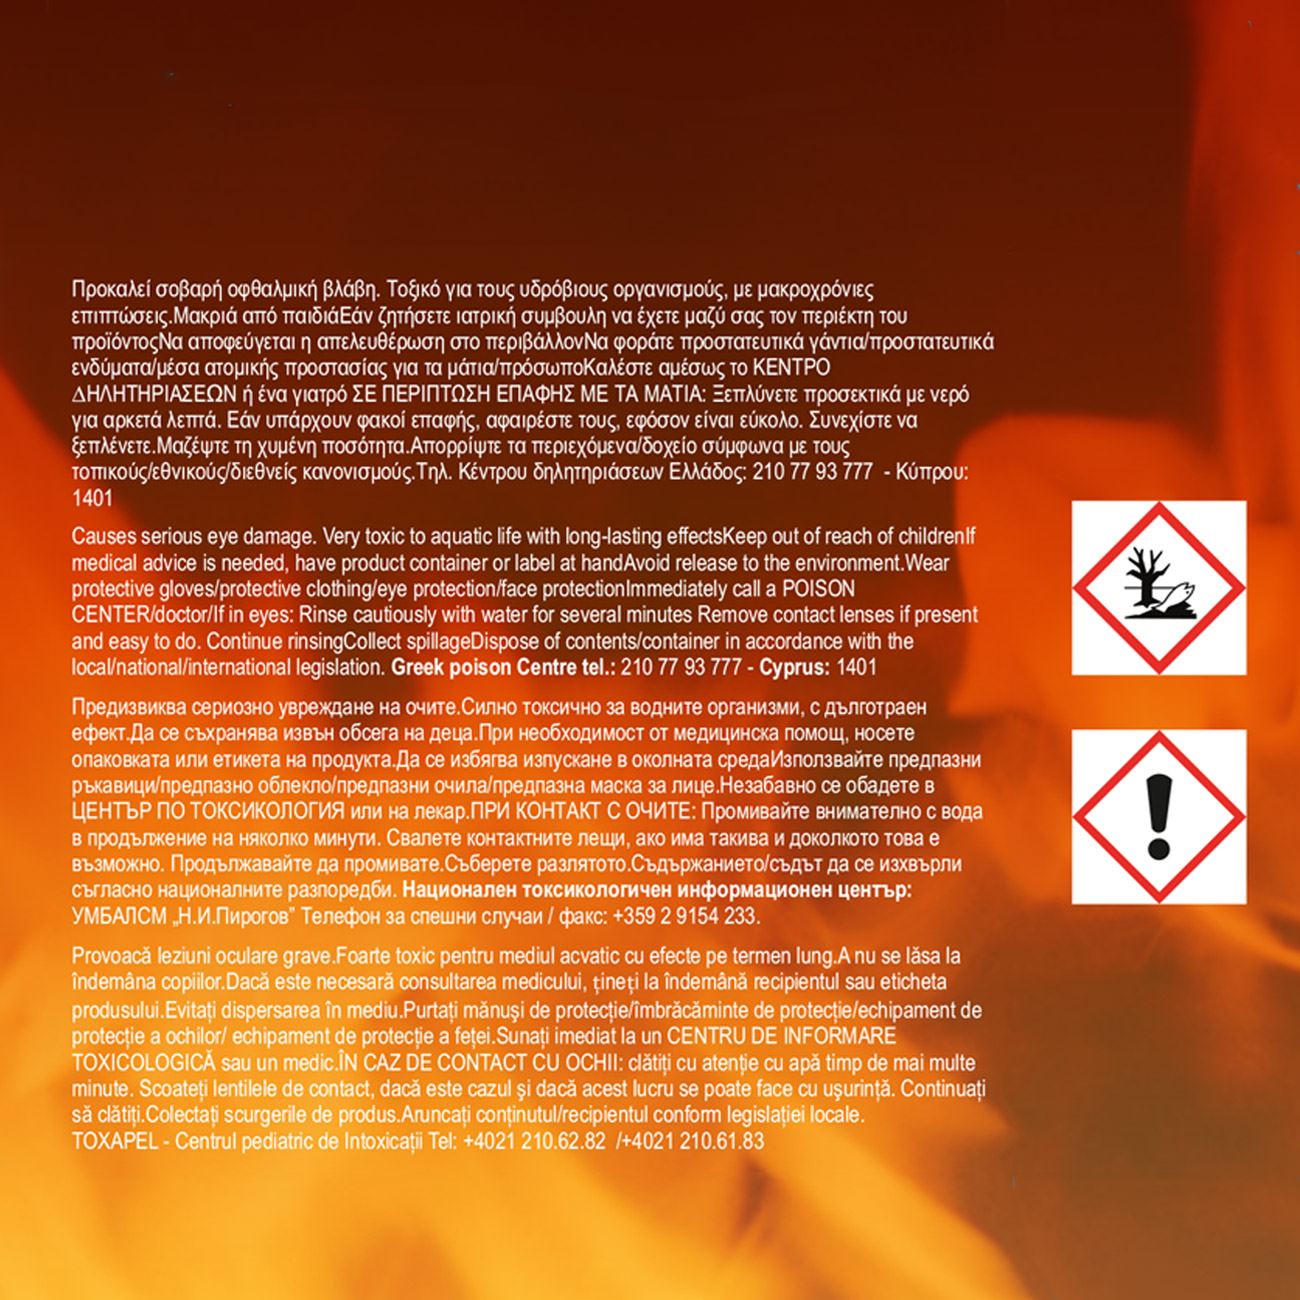 Προκαλεί σοβαρή οφθαλμική βλάβη. Τοξικό για τους υδρόβιους οργανισμούς, με μακροχρόνιες
επιπτώσεις.Μακριά από παιδιάΕάν ζητήσετε ιατρική συμβουλη να έχετε μαζύ σας τον περιέκτη του
προϊόντοςΝα αποφεύγεται η απελευθέρωση στο περιβάλλονΝα φοράτε προστατευτικά γάντια/προστατευτικά
ενδύματα/μέσα ατομικής προστασίας για τα μάτια/πρόσωποΚαλέστε αμέσως το ΚΕΝΤΡΟ
ΔΗΛΗΤΗΡΙΑΣΕΩΝ ή ένα γιατρό ΣΕ ΠΕΡΙΠΤΩΣΗ ΕΠΑΦΗΣ ΜΕ ΤΑ ΜΑΤΙΑ: Ξεπλύνετε προσεκτικά με νερό
για αρκετά λεπτά. Εάν υπάρχουν φακοί επαφής, αφαιρέστε τους, εφόσον είναι εύκολο. Συνεχίστε να
ξεπλένετε.Μαζέψτε τη χυμένη ποσότητα.Απορρίψτε τα περιεχόμενα/δοχείο σύμφωνα με τους
τοπικούς/εθνικούς/διεθνείς κανονισμούς.Τηλ. Κέντρου δηλητηριάσεων Ελλάδος: 210 77 93 777 - Κύπρου:
1401
Causes serious eye damage. Very toxic to aquatic life with long-lasting effectsKeep out of reach of childrenIf
medical advice is needed, have product container or label at handAvoid release to the environment.Wear
protective gloves/protective clothing/eye protection/face protectionImmediately call a POISON
CENTER/doctor/If in eyes: Rinse cautiously with water for several minutes Remove contact lenses if present
and easy to do. Continue rinsingCollect spillageDispose of contents/container in accordance with the
local/national/international legislation. Greek poison Centre tel.: 210 77 93 777 - Cyprus: 1401
Предизвиква сериозно увреждане на очите.Силно токсично за водните организми, с дълготраен
ефект.Да се съхранява извън обсега на деца.При необходимост от медицинска помощ, носете
опаковката или етикета на продукта.Да се избягва изпускане в околната средаИзползвайте предпазни
ръкавици/предпазно облекло/предпазни очила/предпазна маска за лице.Незабавно се обадете в
ЦЕНТЪР ПО ТОКСИКОЛОГИЯ или на лекар.ПРИ КОНТАКТ С ОЧИТЕ: Промивайте внимателно с вода
в продължение на няколко минути. Свалете контактните лещи, ако има такива и доколкото това е
възможно. Продължавайте да промивате.Съберете разлятото.Съдържанието/съдът да се изхвърли
съгласно националните разпоредби. Национален токсикологичен информационен център:
УМБАЛСМ „Н.И.Пирогов” Телефон за спешни случаи / факс: +359 2 9154 233.
Provoacă leziuni oculare grave.Foarte toxic pentru mediul acvatic cu efecte pe termen lung.A nu se lăsa la
îndemâna copiilor.Dacă este necesară consultarea medicului, țineți la îndemână recipientul sau eticheta
produsului.Evitați dispersarea în mediu.Purtați mănuşi de protecție/îmbrăcăminte de protecție/echipament de
protecție a ochilor/ echipament de protecție a feței.Sunați imediat la un CENTRU DE INFORMARE
TOXICOLOGICĂ sau un medic.ÎN CAZ DE CONTACT CU OCHII: clătiți cu atenție cu apă timp de mai multe
minute. Scoateți lentilele de contact, dacă este cazul şi dacă acest lucru se poate face cu uşurință. Continuați
să clătiți.Colectați scurgerile de produs.Aruncați conținutul/recipientul conform legislației locale.
TOXAPEL - Centrul pediatric de Intoxicații Tel: +4021 210.62.82 /+4021 210.61.83